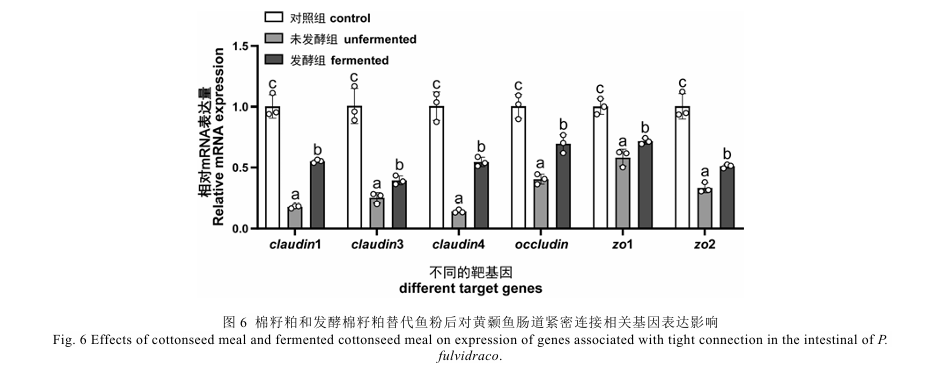 对照组 control
未发酵组 unfermented
发酵组 fermented
相对mRNA表达量
Relative mRNA expression
1.5
1.0
0.5
0.0
c a b c a b c a b c a b c a b c a b
claudin1 claudin3 claudin4 occludin zo1 zo2
不同的靶基因
different target genes
图 6 棉籽粕和发酵棉籽粕替代鱼粉后对黄颡鱼肠道紧密连接相关基因表达影响
Fig. 6 Effects of cottonseed meal and fermented cottonseed meal on expression of genes associated with tight connection in the intestinal of P.
fulvidraco.